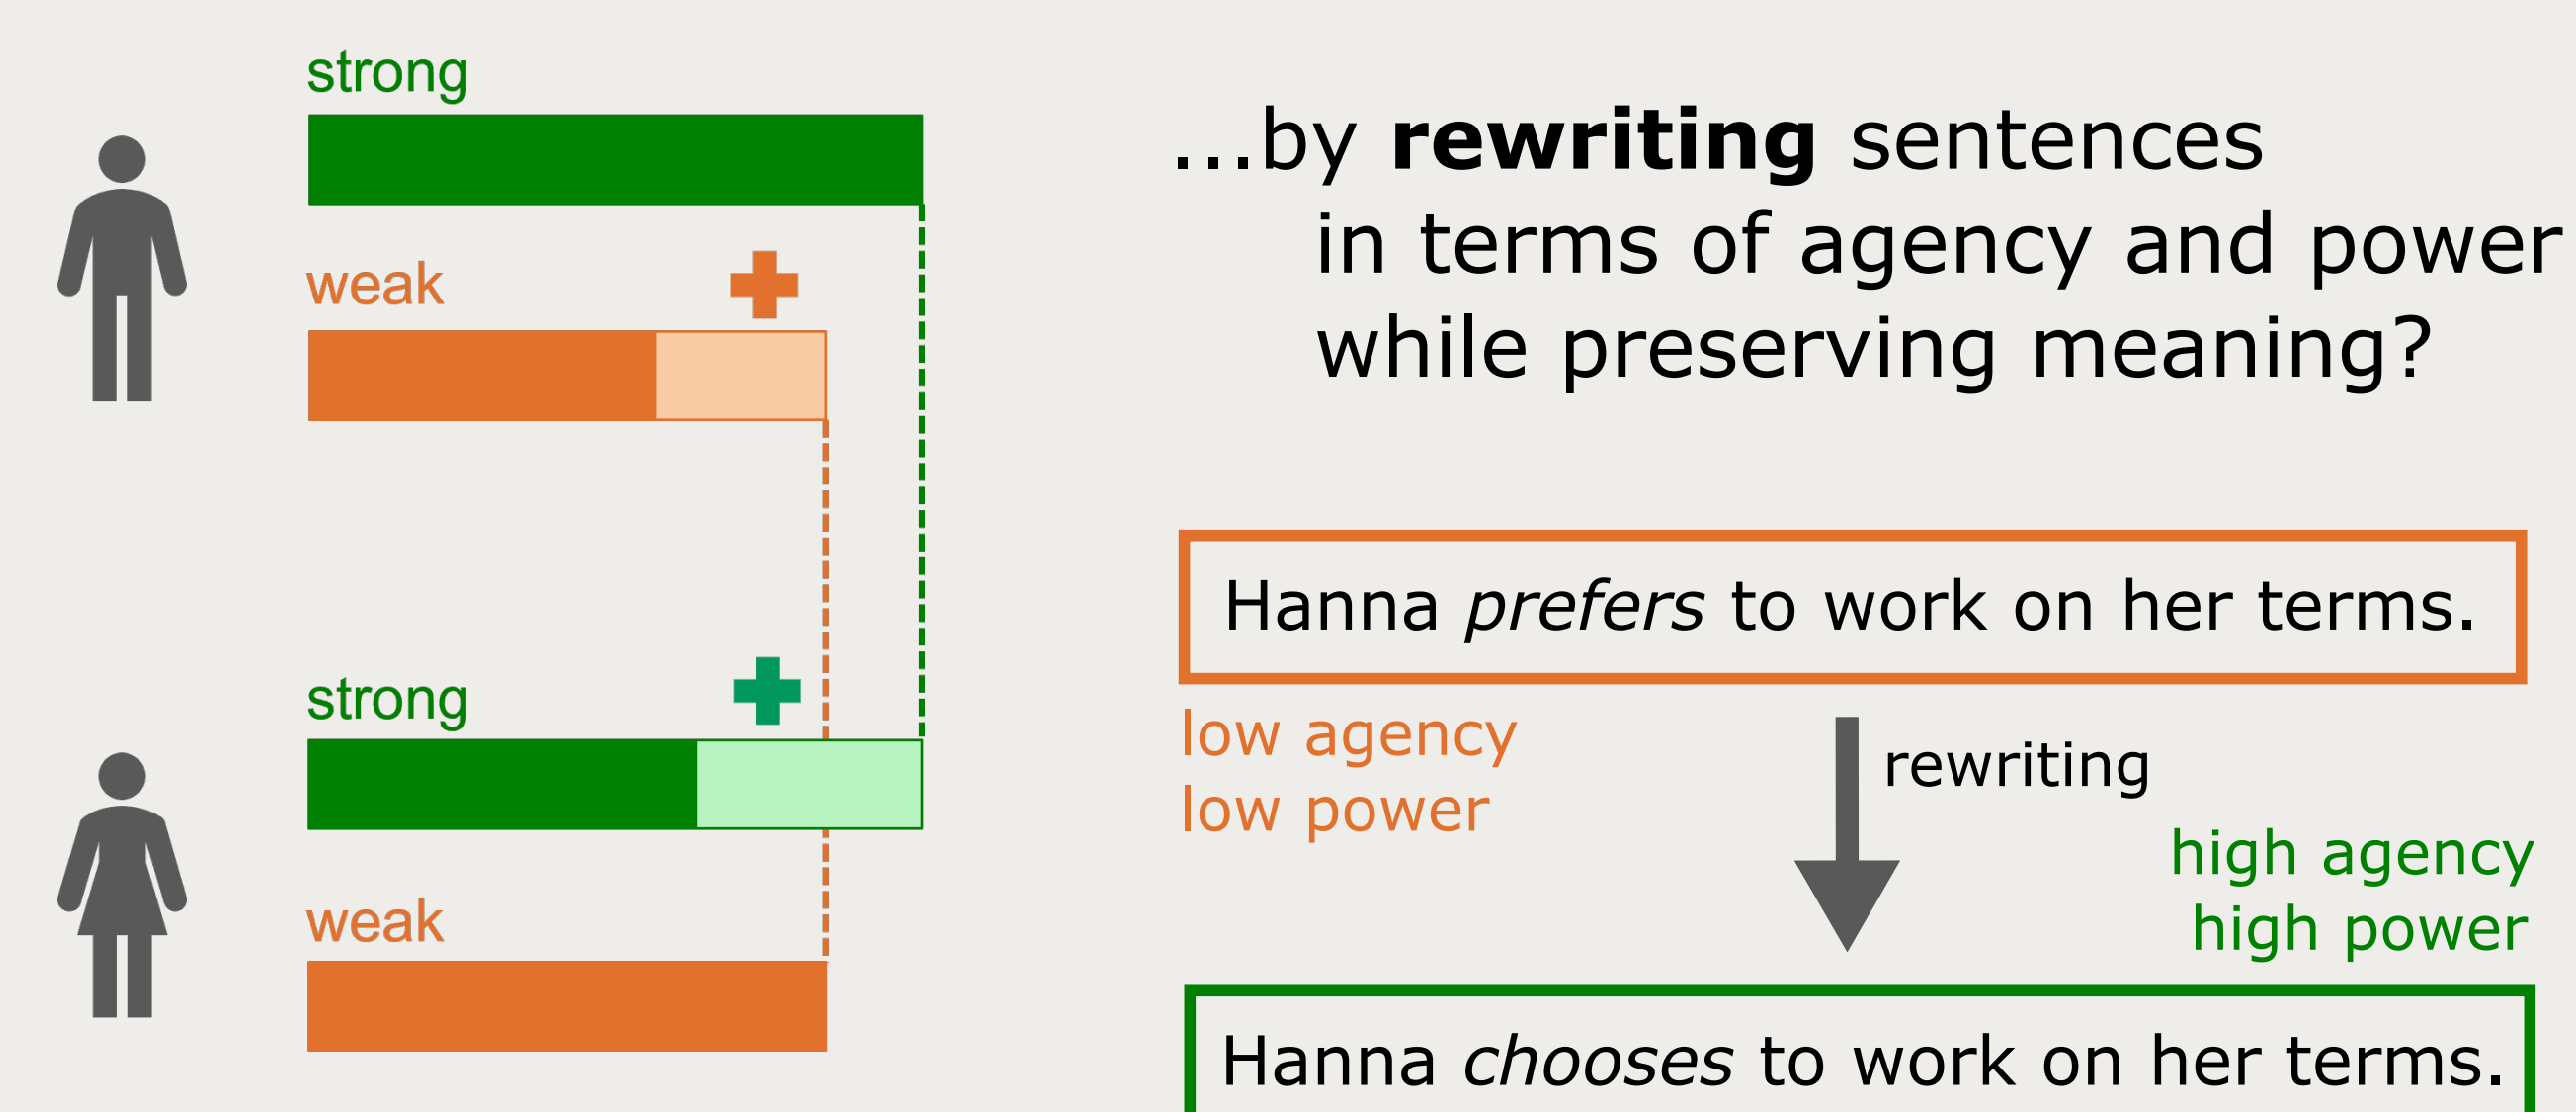 strong
weak
strong
weak
...by rewriting sentences
in terms of agency and power
while preserving meaning?
Hanna prefers to work on her terms.
low agency
low power
rewriting
high agency
high power
Hanna chooses to work on her terms.